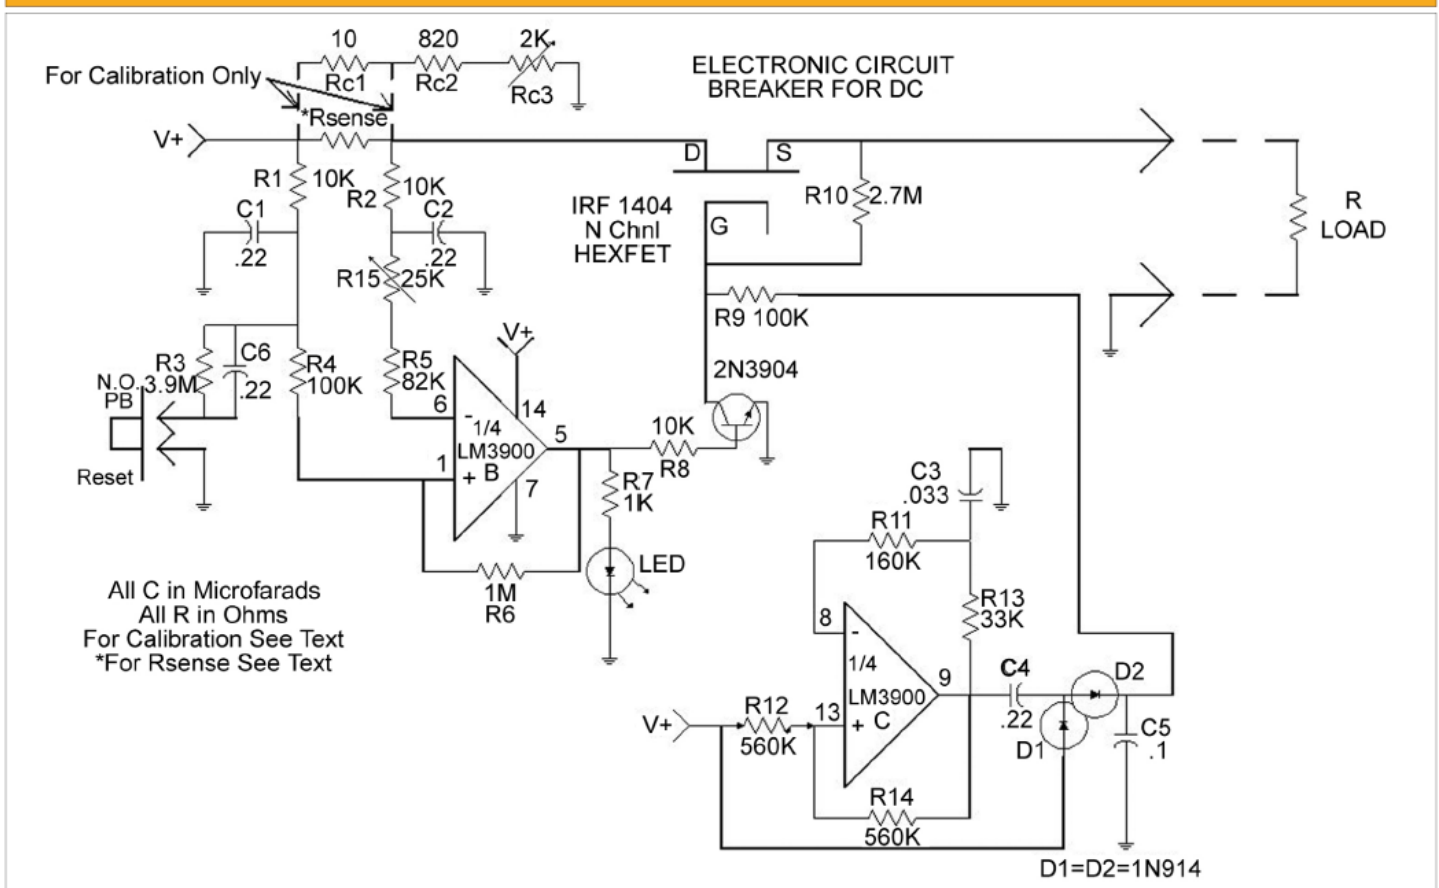 10
820
2K
Rc1
Rc2
Rc3
For Calibration Only
ELECTRONIC CIRCUIT
BREAKER FOR DC
*Rsense
V+
D
S
R1
10K
R2
10K
R10
2.7M
IRF 1404
N Chnl
HEXFET
G
R
LOAD
C1
.22
C2
.22
R15
25K
R9 100K
V+
R3
3.9M
C6
.22
R4
100K
R5
82K
2N3904
N.O.
PB
Reset
6
-
14
1/4
LM3900
B
5
1
+
7
10K
R8
R7
1K
LED
1M
R6
C3
.033
R11
160K
R13
33K
All C in Microfarads
All R in Ohms
For Calibration See Text
*For Rsense See Text
8
-
1/4
LM3900
C
9
13
+
C4
.22
D2
D1
C5
.1
V+
R12
560K
R14
560K
D1=D2=1N914